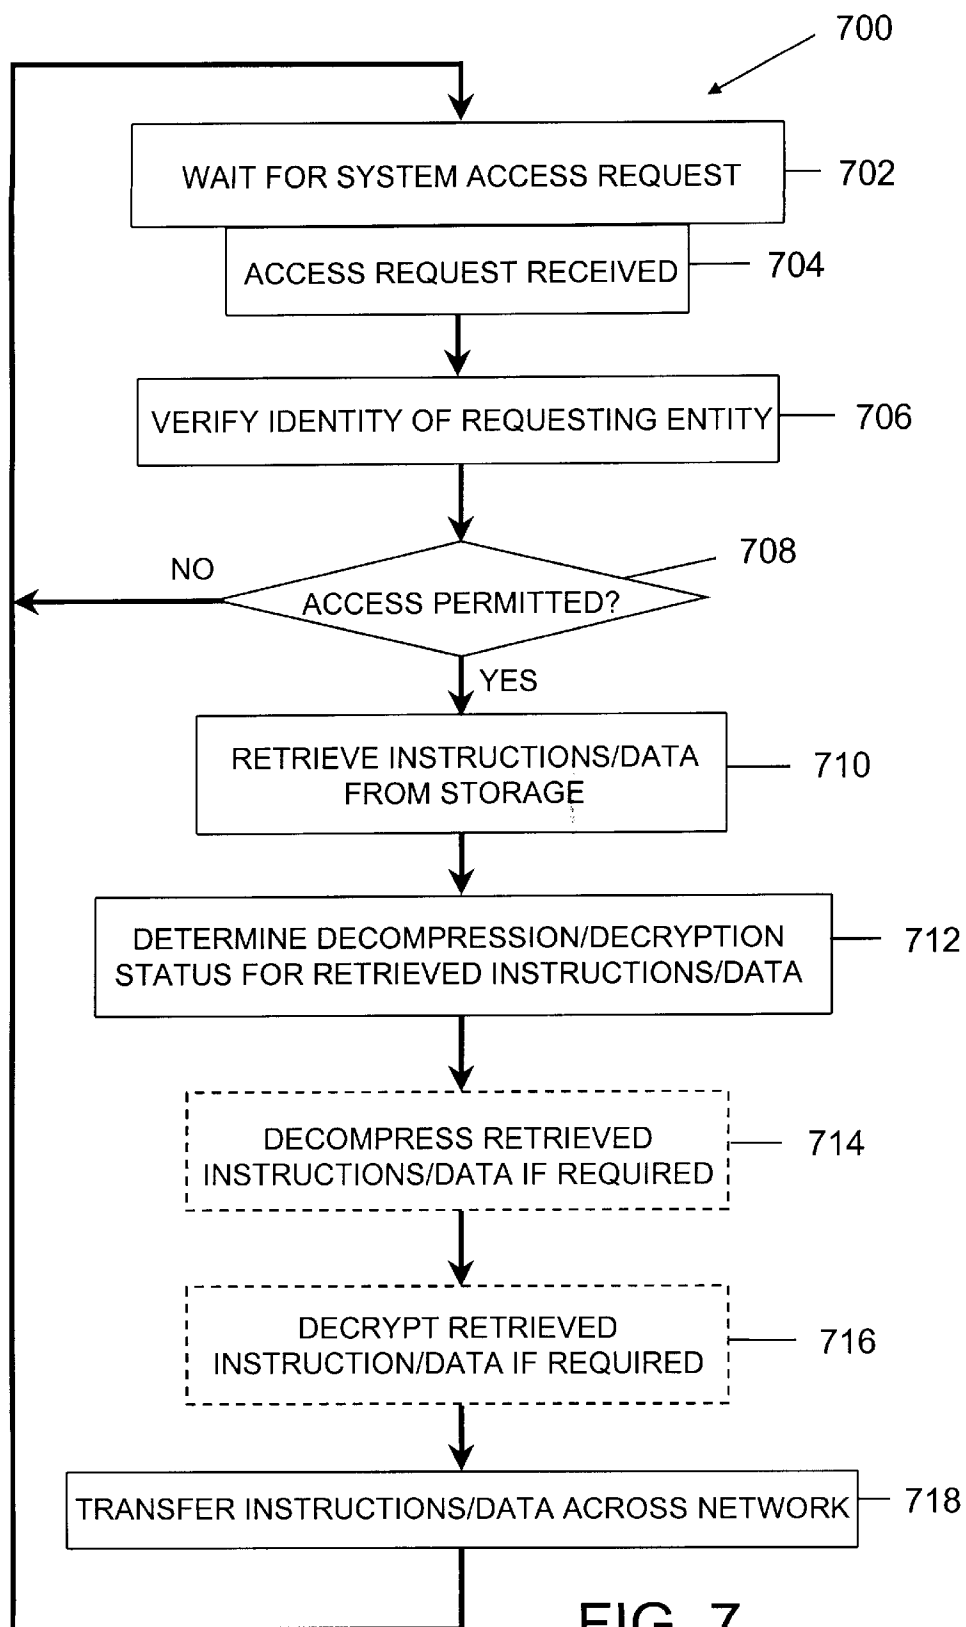 700
WAIT FOR SYSTEM ACCESS REQUEST
702
ACCESS REQUEST RECEIVED
704
VERIFY IDENTITY OF REQUESTING ENTITY
706
708
NO
ACCESS PERMITTED?
YES
RETRIEVE INSTRUCTIONS/DATA
FROM STORAGE
710
DETERMINE DECOMPRESSION/DECRYPTION
STATUS FOR RETRIEVED INSTRUCTIONS/DATA
712
DECOMPRESS RETRIEVED
INSTRUCTIONS/DATA IF REQUIRED
714
DECRYPT RETRIEVED
INSTRUCTION/DATA IF REQUIRED
716
TRANSFER INSTRUCTIONS/DATA ACROSS NETWORK
718
FIG. 7